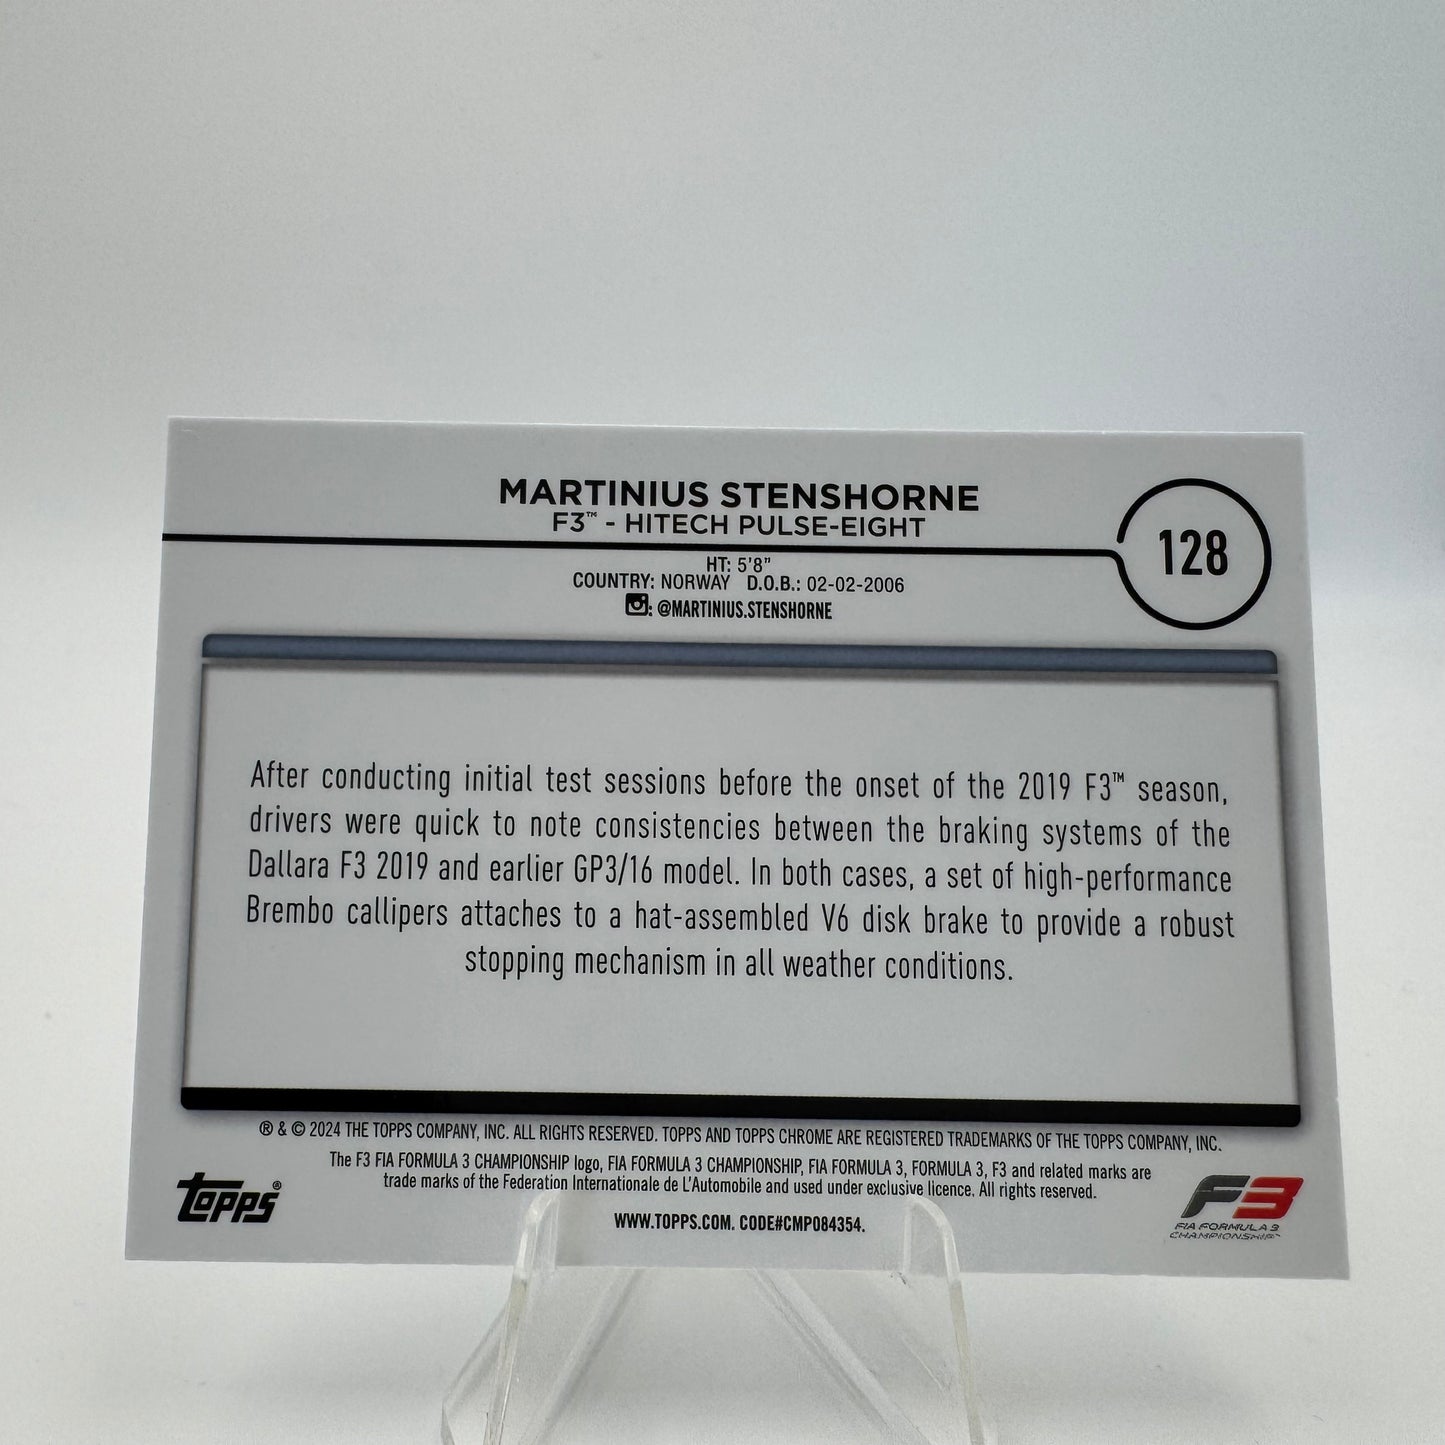 MARTINIUS STENSHORNE
F3™ - HITECH PULSE-EIGHT
128
HT: 5'8"
COUNTRY: NORWAY D.O.B.: 02-02-2006
: @MARTINIUS.STENSHORNE
After conducting initial test sessions before the onset of the 2019 F3™ season,
drivers were quick to note consistencies between the braking systems of the
Dallara F3 2019 and earlier GP3/16 model. In both cases, a set of high-performance
Brembo callipers attaches to a hat-assembled V6 disk brake to provide a robust
stopping mechanism in all weather conditions.
® & © 2024 THE TOPPS COMPANY, INC. ALL RIGHTS RESERVED. TOPPS AND TOPPS CHROME ARE REGISTERED TRADEMARKS OF THE TOPPS COMPANY, INC.
The F3 FIA FORMULA 3 CHAMPIONSHIP logo, FIA FORMULA 3 CHAMPIONSHIP, FIA FORMULA 3, FORMULA 3, F3 and related marks are
trade marks of the Federation Internationale de L'Automobile and used under exclusive licence. All rights reserved.
WWW.TOPPS.COM. CODE#CMP084354.
topps®
F3
FIA FORMULA 3
CHAMPIONSHIP™